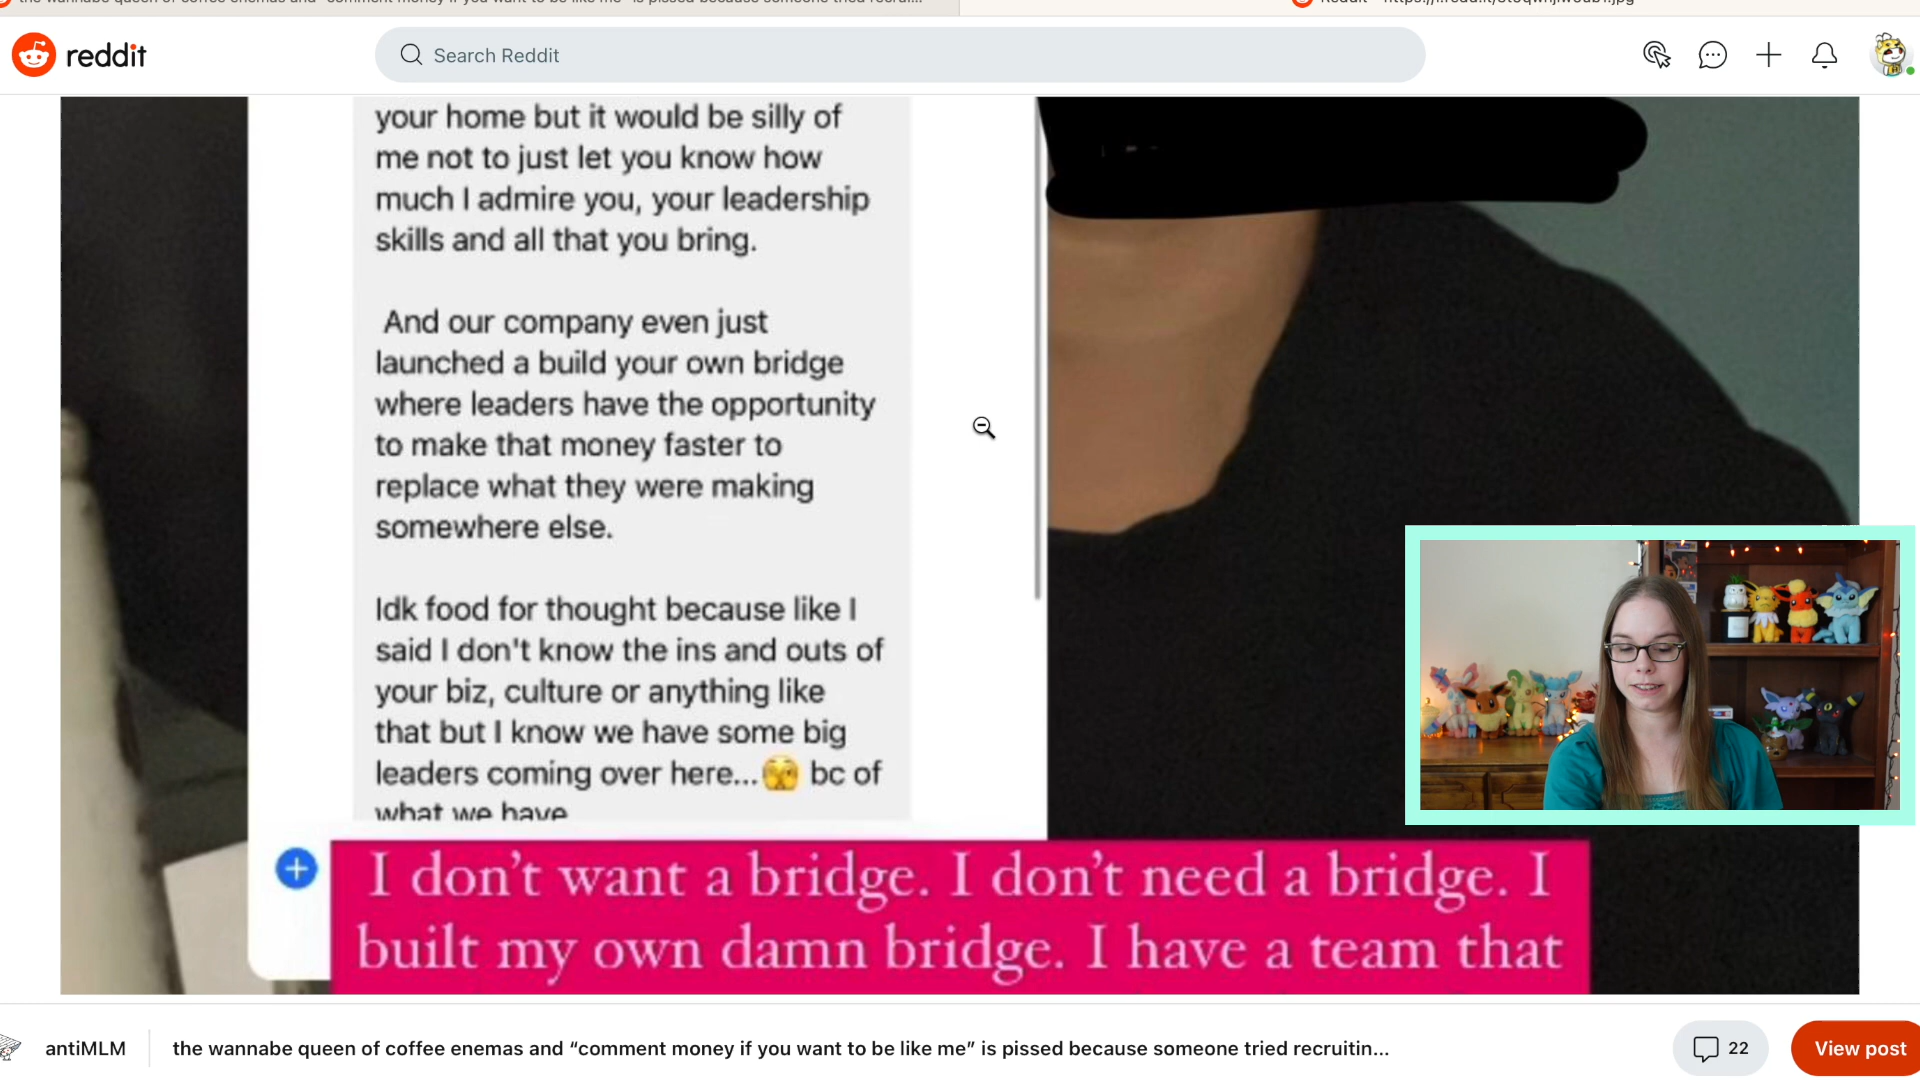 reddit
Search Reddit
your home but it would be silly of
me not to just let you know how
much I admire you, your leadership
skills and all that you bring.
And our company even just
launched a build your own bridge
where leaders have the opportunity
to make that money faster to
replace what they were making
somewhere else.
Idk food for thought because like I
said I don't know the ins and outs of
your biz, culture or anything like
that but I know we have some big
leaders coming over here...🫣 bc of
what we have
I don't want a bridge. I don't need a bridge. I
built my own damn bridge. I have a team that
antiMLM
the wannabe queen of coffee enemas and “comment money if you want to be like me” is pissed because someone tried recruitin...
22
View post